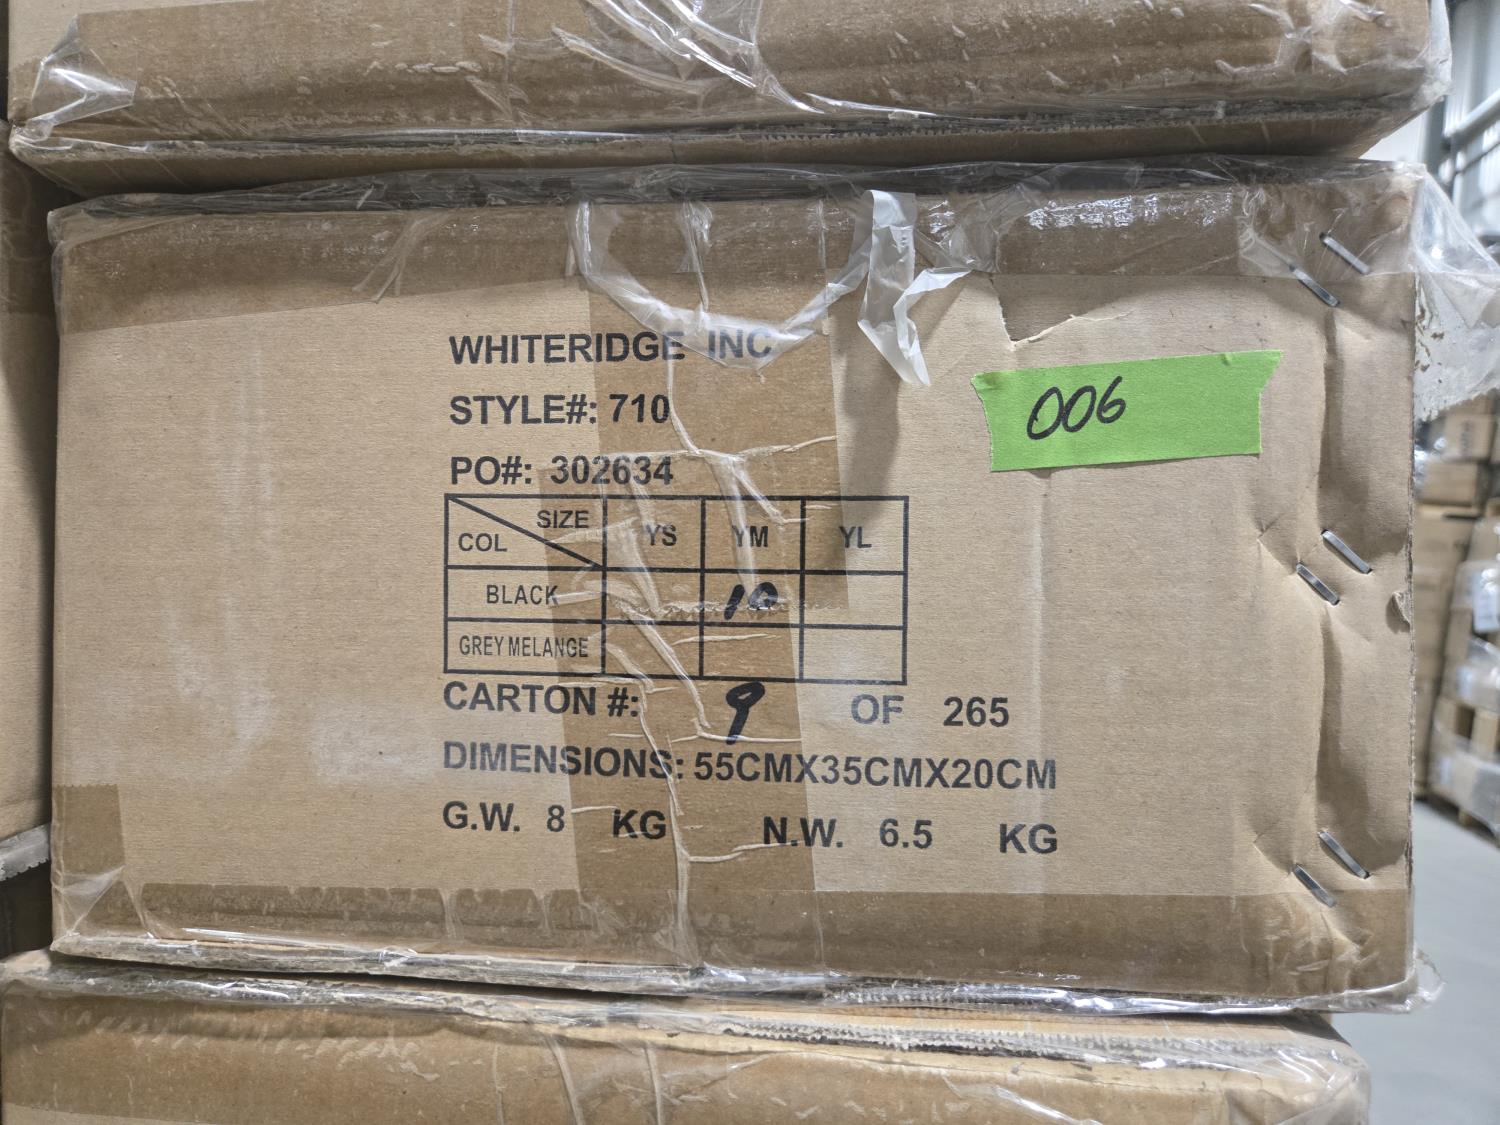 WHITERIDGE INC
STYLE#: 710
006
PO#: 302634
SIZE COL YS YM YL
BLACK 10
GREY MELANGE
CARTON #: 9 OF 265
DIMENSIONS: 55CMX35CMX20CM
G.W. 8 KG N.W. 6.5 KG